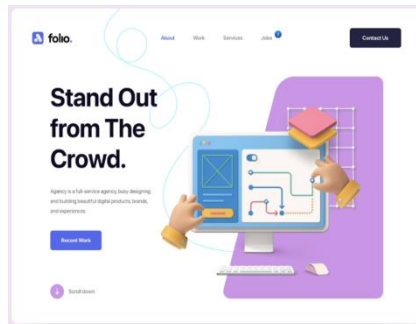 folio.
About Work Services Jobs
Contact Us
Stand Out
from The
Crowd.
Agency is a full-service agency, busy designing
and building beautiful digital products, brands,
and experiences.
Recent Work
Scroll down